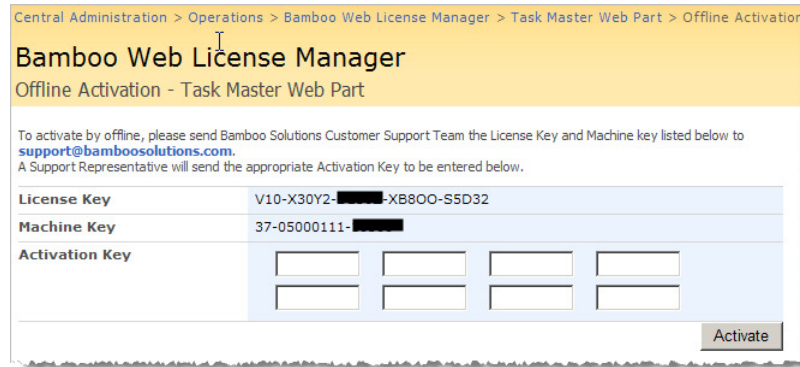 Central Administration > Operations > Bamboo Web License Manager > Task Master Web Part > Offline Activation
Bamboo Web License Manager
Offline Activation - Task Master Web Part
To activate by offline, please send Bamboo Solutions Customer Support Team the License Key and Machine key listed below to
support@bamboosolutions.com.
A Support Representative will send the appropriate Activation Key to be entered below.
License Key V10-X30Y2- -XB8OO-S5D32
Machine Key 37-05000111-
Activation Key
Activate